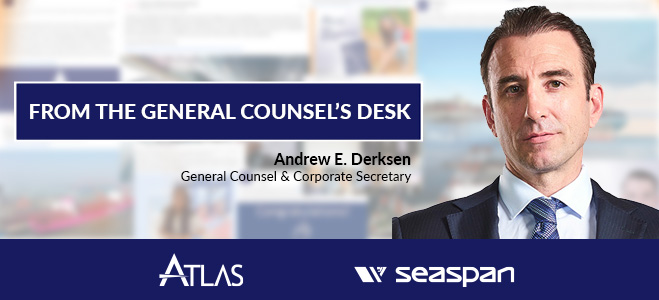 FROM THE GENERAL COUNSEL'S DESK
Andrew E. Derksen
General Counsel & Corporate Secretary
ATLAS
seaspan